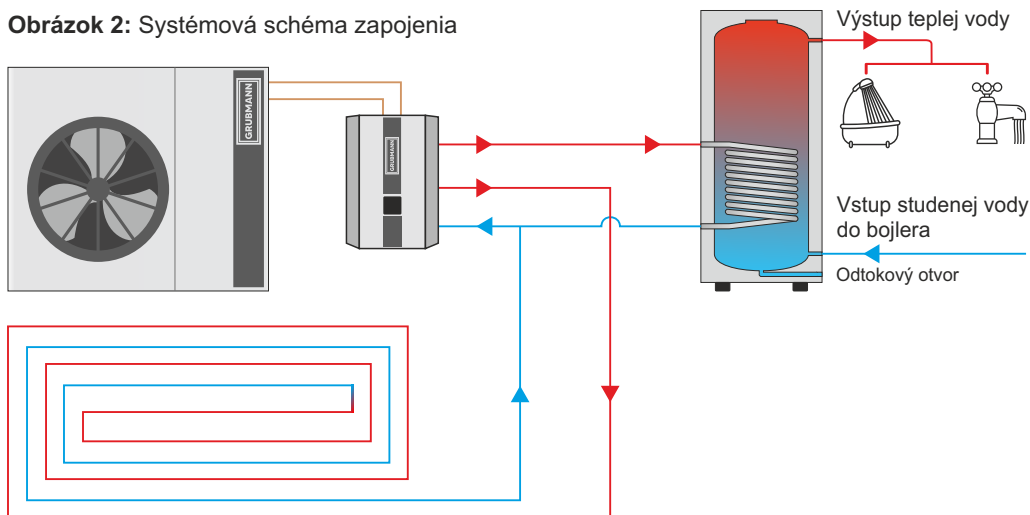 Obrázok 2: Systémová schéma zapojenia
Výstup teplej vody
GRUBMANN
GRUBMANN
Vstup studenej vody
do bojlera
Odtokový otvor